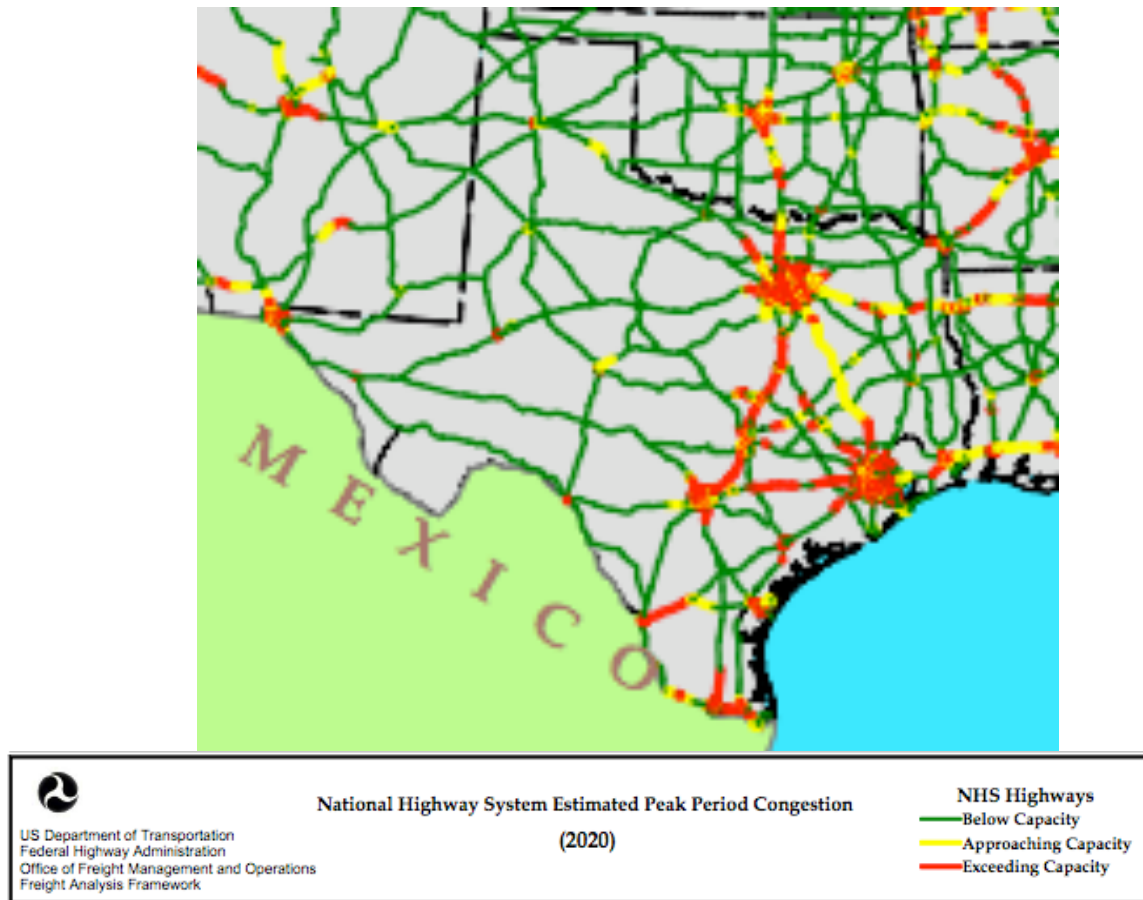 MEXICO
US Department of Transportation
Federal Highway Administration
Office of Freight Management and Operations
Freight Analysis Framework
National Highway System Estimated Peak Period Congestion
(2020)
NHS Highways
Below Capacity
Approaching Capacity
Exceeding Capacity